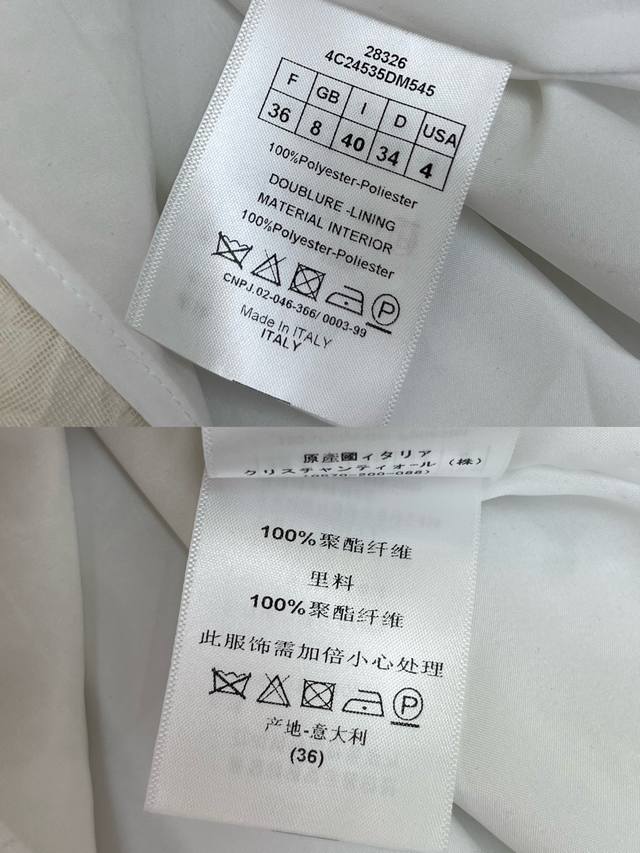 28326
4C24535DM545
F GB I D USA
36 8 40 34 4
100%Polyester-Poliester
DOUBLURE -LINING
MATERIAL INTERIOR
100%Polyester-Poliester
CNPJ.02-046-366/ 0003-99
Made In ITALY
ITALY
原産國イタリア
クリスチャンディオール (株)
(0570-200-088)
100%聚酯纤维
里料
100%聚酯纤维
此服饰需加倍小心处理
P
产地-意大利
(36)